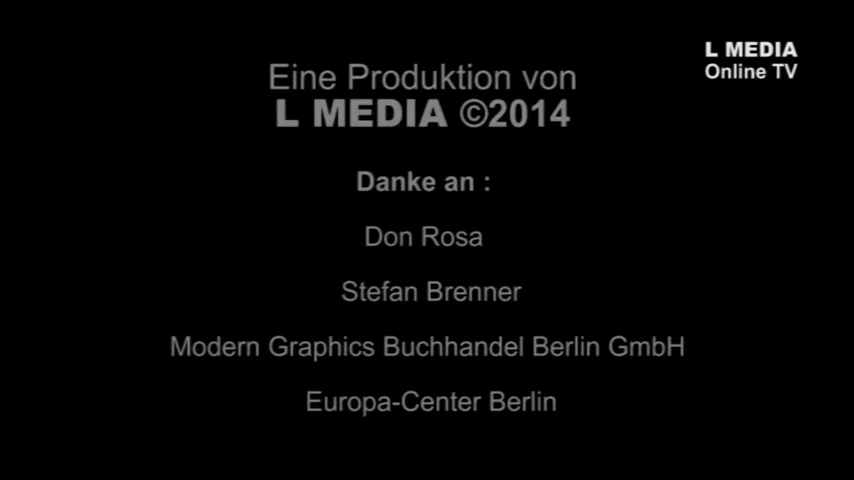 L MEDIA
Online TV
Eine Produktion von
L MEDIA ©2014
Danke an :
Don Rosa
Stefan Brenner
Modern Graphics Buchhandel Berlin GmbH
Europa-Center Berlin